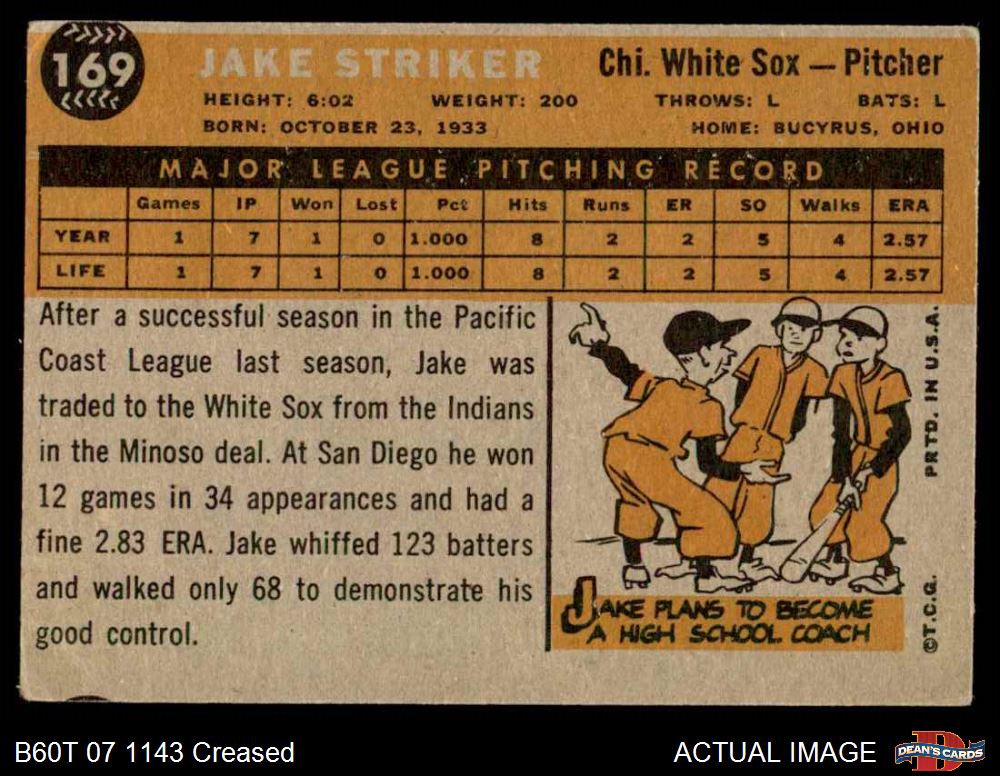 169
JAKE STRIKER
Chi. White Sox — Pitcher
HEIGHT: 6:02 WEIGHT: 200 THROWS: L BATS: L
BORN: OCTOBER 23, 1933 HOME: BUCYRUS, OHIO
MAJOR LEAGUE PITCHING RECORD
Games IP Won Lost Pct Hits Runs ER SO Walks ERA
YEAR 1 7 1 0 1.000 8 2 2 5 4 2.57
LIFE 1 7 1 0 1.000 8 2 2 5 4 2.57
After a successful season in the Pacific
Coast League last season, Jake was
traded to the White Sox from the Indians
in the Minoso deal. At San Diego he won
12 games in 34 appearances and had a
fine 2.83 ERA. Jake whiffed 123 batters
and walked only 68 to demonstrate his
good control.
JAKE PLANS TO BECOME
A HIGH SCHOOL COACH
©T.C.G. PRTD. IN U.S.A.
B60T 07 1143 Creased
ACTUAL IMAGE
DEAN'S CARDS